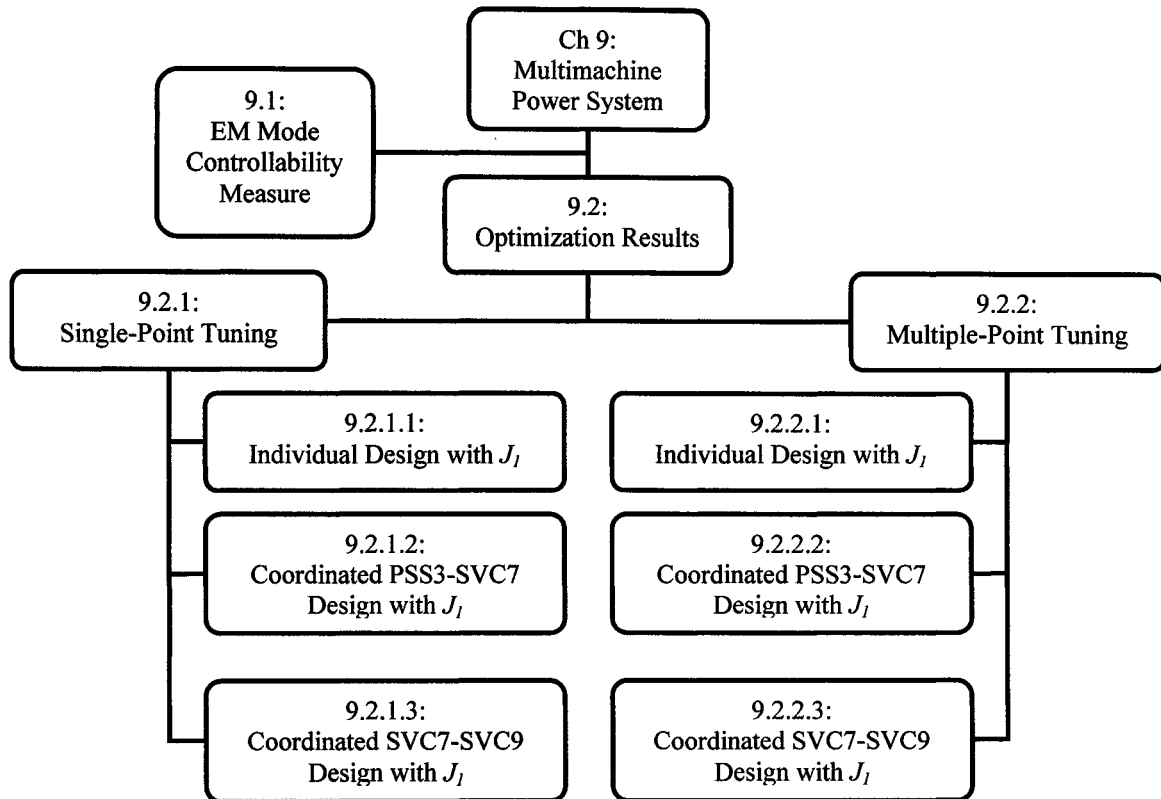 Ch 9:
Multimachine
Power System
9.1:
EM Mode
Controllability
Measure
9.2:
Optimization Results
9.2.1:
Single-Point Tuning
9.2.2:
Multiple-Point Tuning
9.2.1.1:
Individual Design with J1
9.2.2.1:
Individual Design with J1
9.2.1.2:
Coordinated PSS3-SVC7
Design with J1
9.2.2.2:
Coordinated PSS3-SVC7
Design with J1
9.2.1.3:
Coordinated SVC7-SVC9
Design with J1
9.2.2.3:
Coordinated SVC7-SVC9
Design with J1